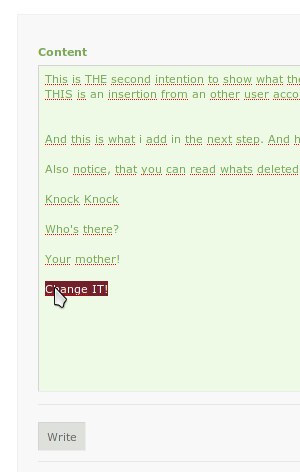 Content
This is THE second intention to show what
THIS is an insertion from an other user
And this is what i add in the next step. And
Also notice, that you can read whats deleted
Knock Knock
Who's there?
Your mother!
Change IT!
Write